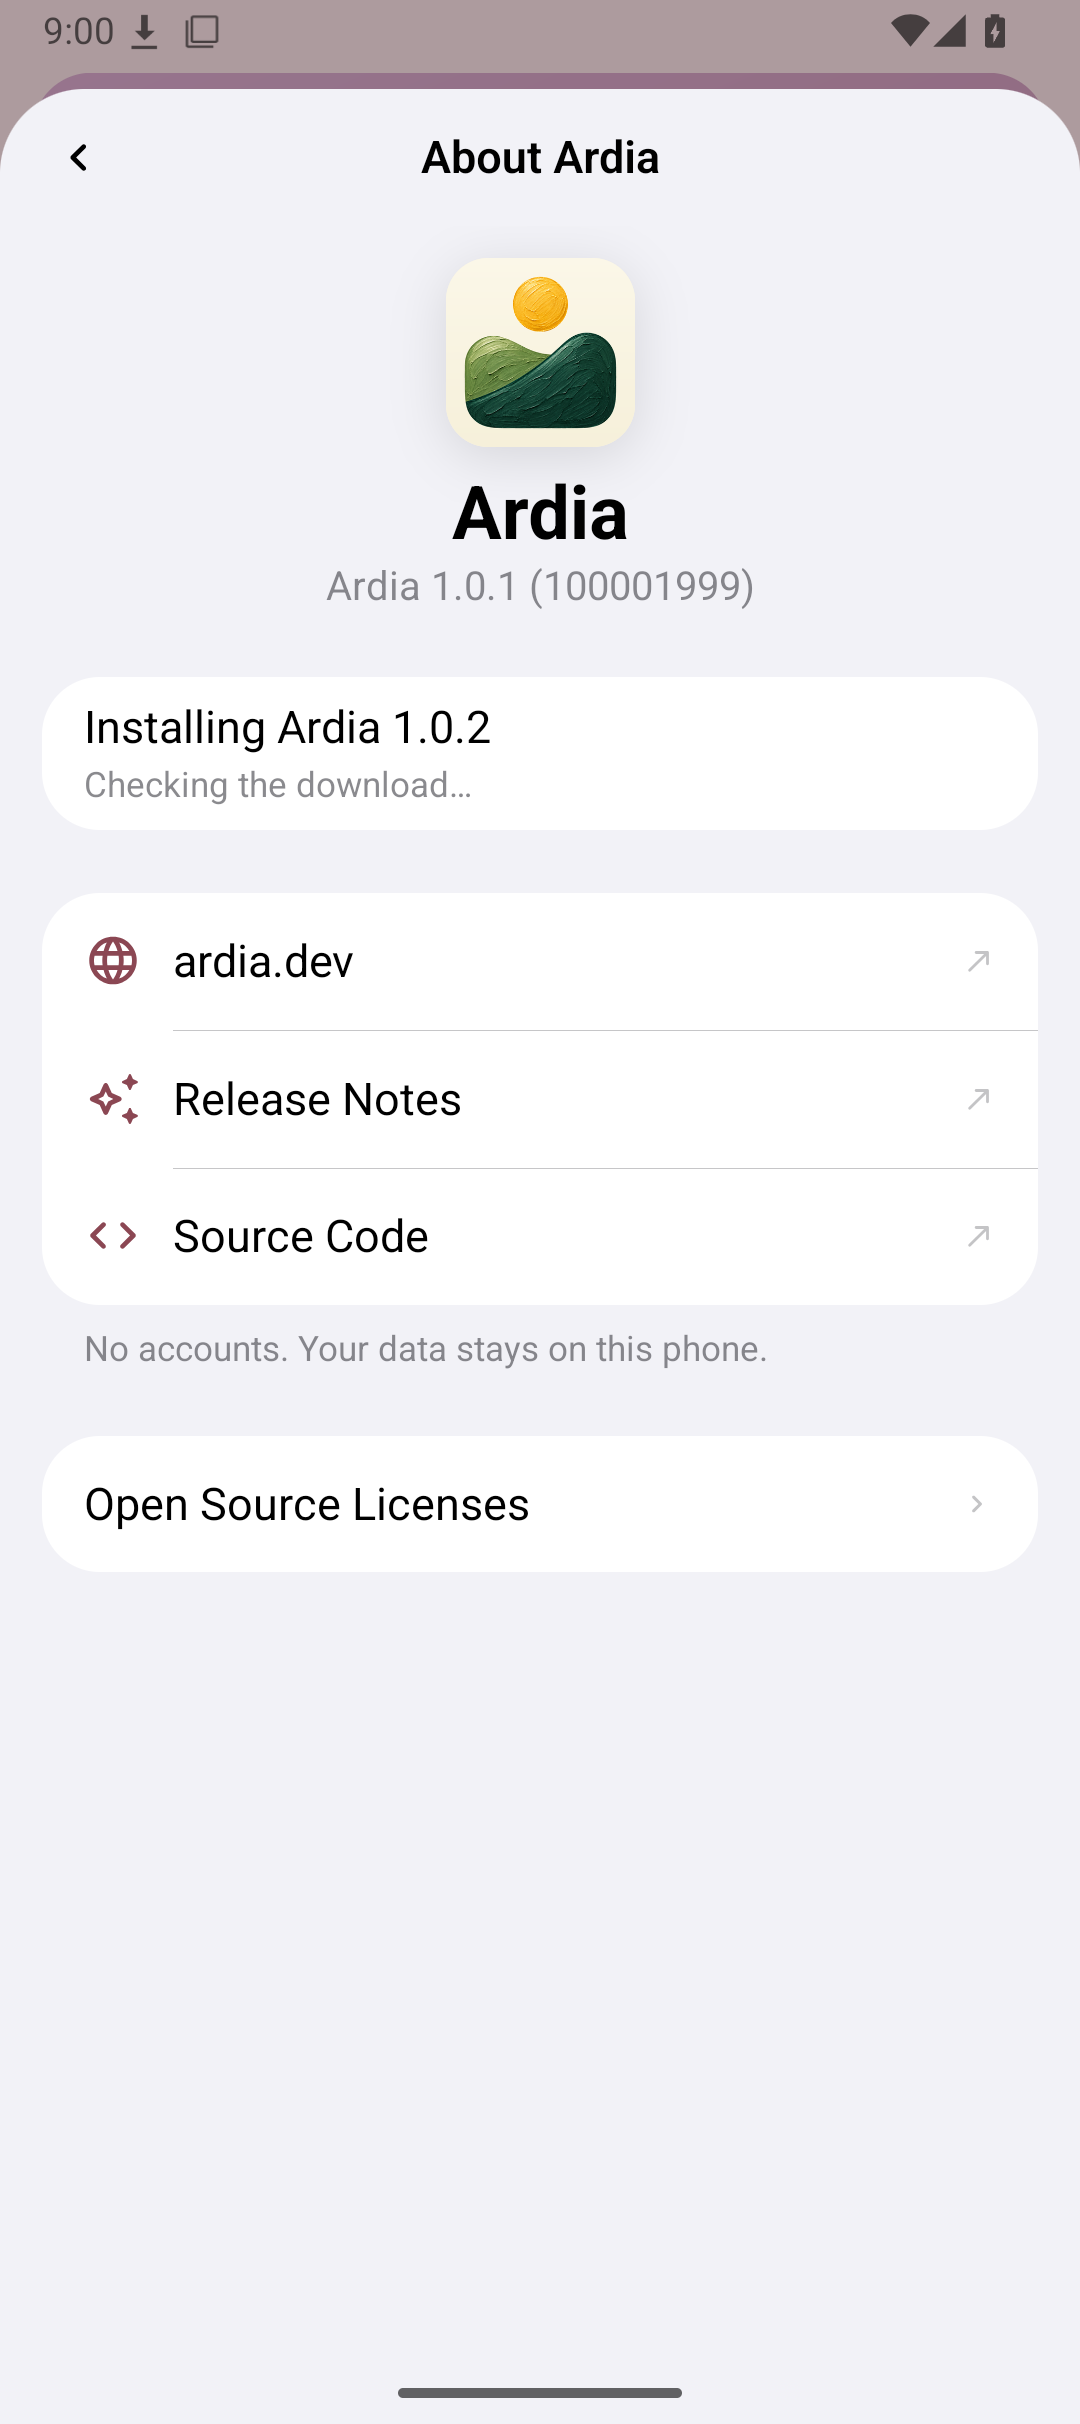 9:00
About Ardia
Ardia
Ardia 1.0.1 (100001999)
Installing Ardia 1.0.2
Checking the download…
ardia.dev
Release Notes
Source Code
No accounts. Your data stays on this phone.
Open Source Licenses